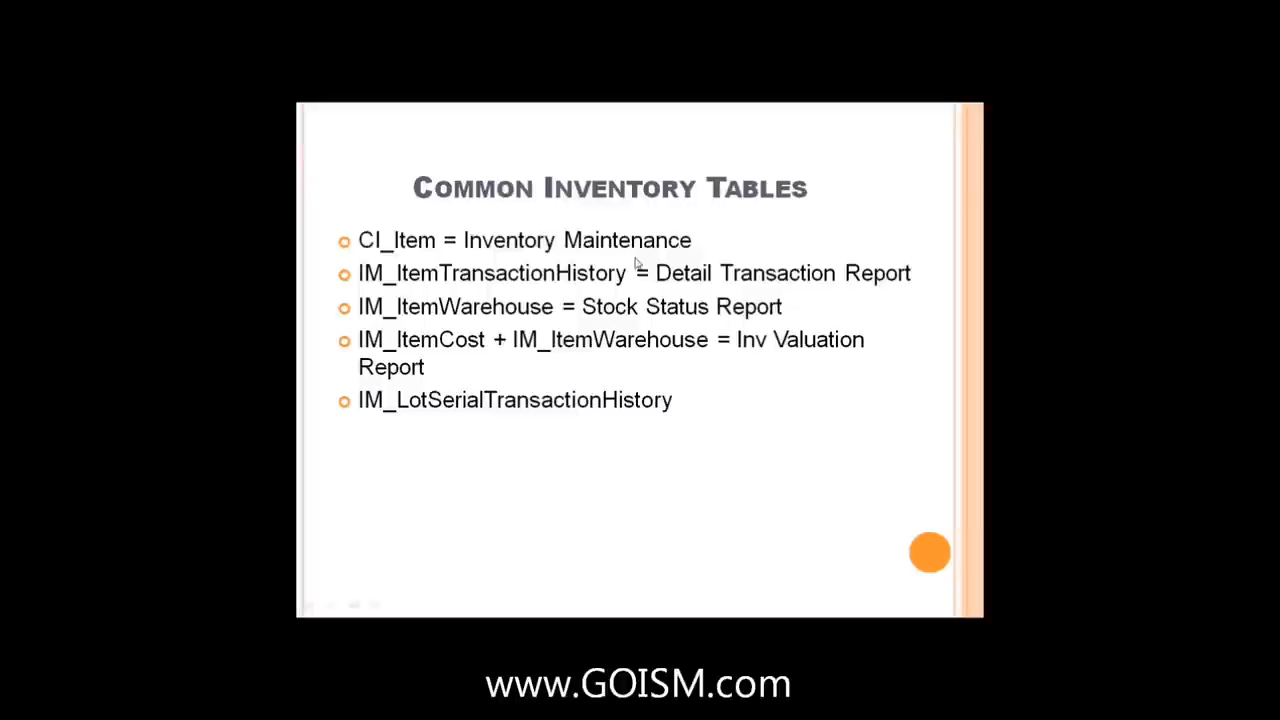 COMMON INVENTORY TABLES
CI_Item = Inventory Maintenance
IM_ItemTransactionHistory = Detail Transaction Report
IM_ItemWarehouse = Stock Status Report
IM_ItemCost + IM_ItemWarehouse = Inv Valuation
Report
IM_LotSerialTransactionHistory
www.GOISM.com